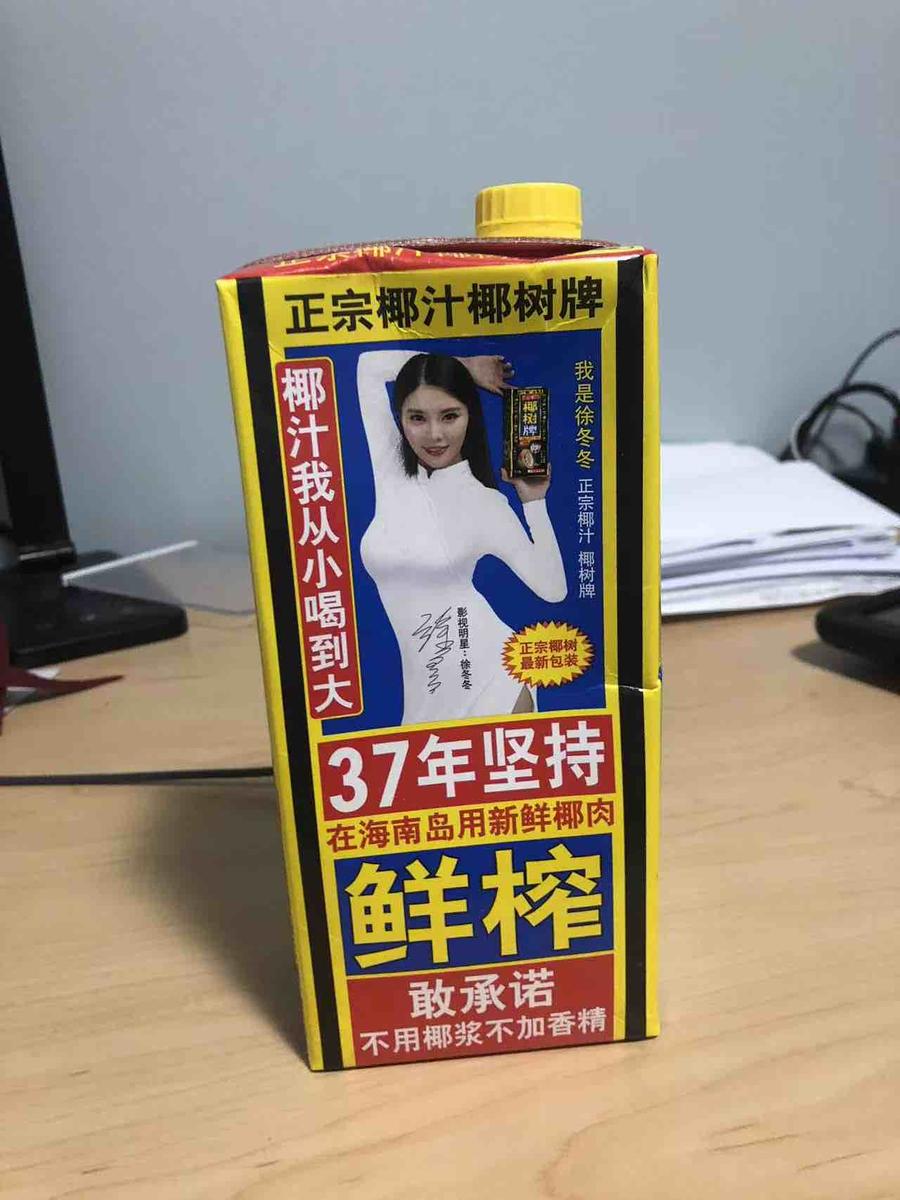 正宗椰汁椰树牌
椰汁我从小喝到大
椰树牌
我是徐冬冬 正宗椰汁 椰树牌
影视明星：徐冬冬
正宗椰树
最新包装
37年坚持
在海南岛用新鲜椰肉
鲜榨
敢承诺
不用椰浆不加香精